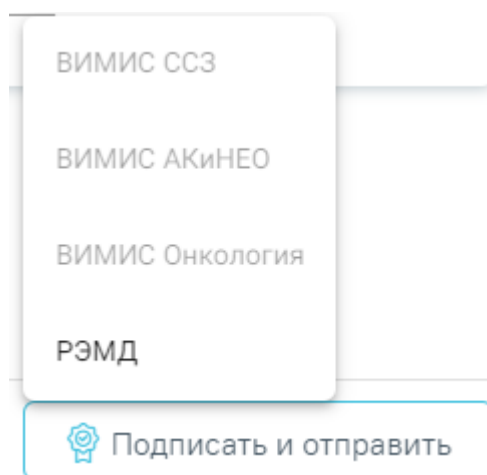 ВИМИС ССЗ
ВИМИС АКиНЕО
ВИМИС Онкология
РЭМД
Подписать и отправить